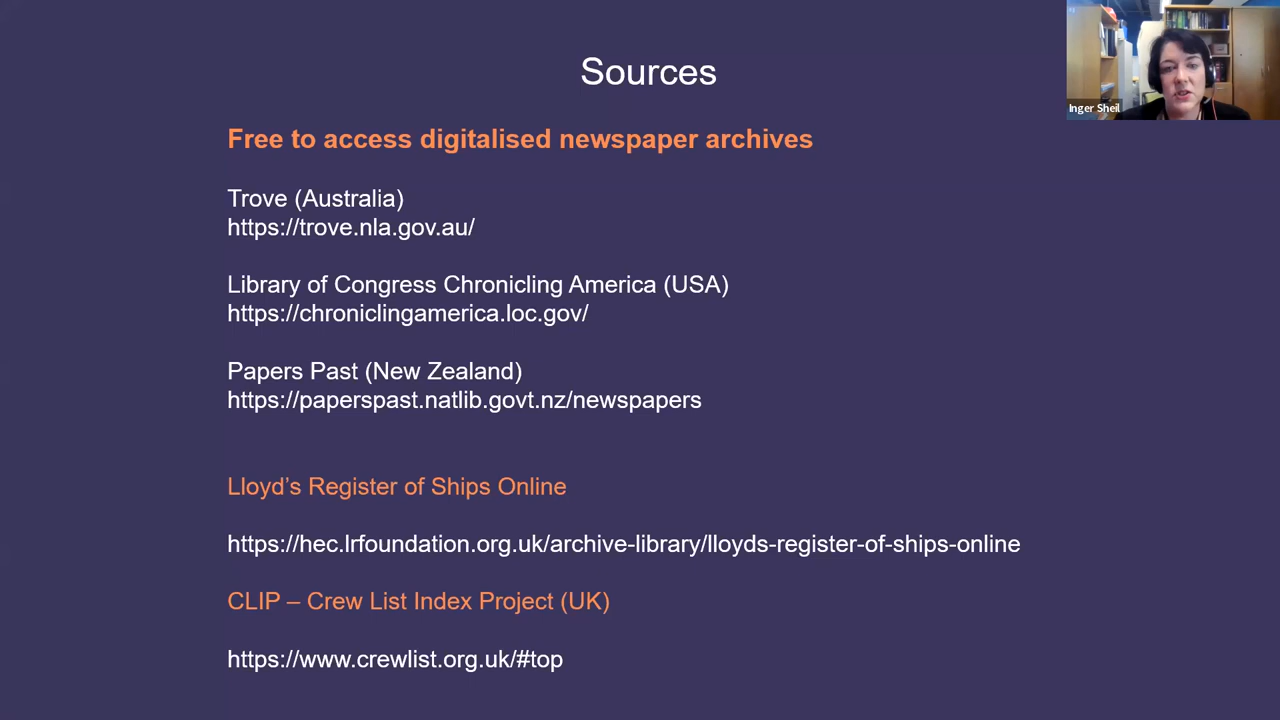 Sources
Inger Sheil
Free to access digitalised newspaper archives
Trove (Australia)
https://trove.nla.gov.au/
Library of Congress Chronicling America (USA)
https://chroniclingamerica.loc.gov/
Papers Past (New Zealand)
https://paperspast.natlib.govt.nz/newspapers
Lloyd’s Register of Ships Online
https://hec.lrfoundation.org.uk/archive-library/lloyds-register-of-ships-online
CLIP – Crew List Index Project (UK)
https://www.crewlist.org.uk/#top